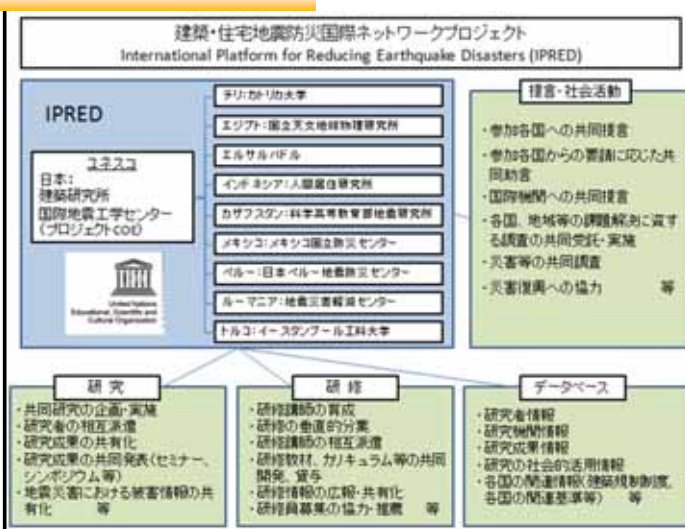 建築・住宅地震防災国際ネットワークプロジェクト
International Platform for Reducing Earthquake Disasters (IPRED)
IPRED
ユネスコ
日本:
建築研究所
国際地震工学センター
(プロジェクトCOE)
United Nations
Educational, Scientific and
Cultural Organization
チリ:カトリカ大学
エジプト:国立天文地球物理研究所
エルサルバドル
インドネシア:人間居住研究所
カザフスタン:科学高等教育部地震研究所
メキシコ:メキシコ国立防災センター
ペルー:日本ペルー地震防災センター
ルーマニア:地震災害軽減センター
トルコ:イースタンブール工科大学
提言・社会活動
・参加各国への共同提言
・参加各国からの要請に応じた共
同助言
・国際機関への共同提言
・各国、地域等の課題解決に資す
る調査の共同受託・実施
・災害等の共同調査
・災害復興への協力 等
研究
・共同研究の企画・実施
・研究者の相互派遣
・研究成果の共有化
・研究成果の共同発表(セミナー、
シンポジウム等)
・地震災害における被害情報の共
有化 等
研修
・研修講師の育成
・研修の垂直的分業
・研修講師の相互派遣
・研修教材、カリキュラム等の共同
開発、貸与
・研修情報の広報・共有化
・研修員募集の協力・推薦 等
データベース
・研究者情報
・研究機関情報
・研究成果情報
・研究の社会的活用情報
・各国の関連情報(建築規制制度、
各国の関連基準等) 等